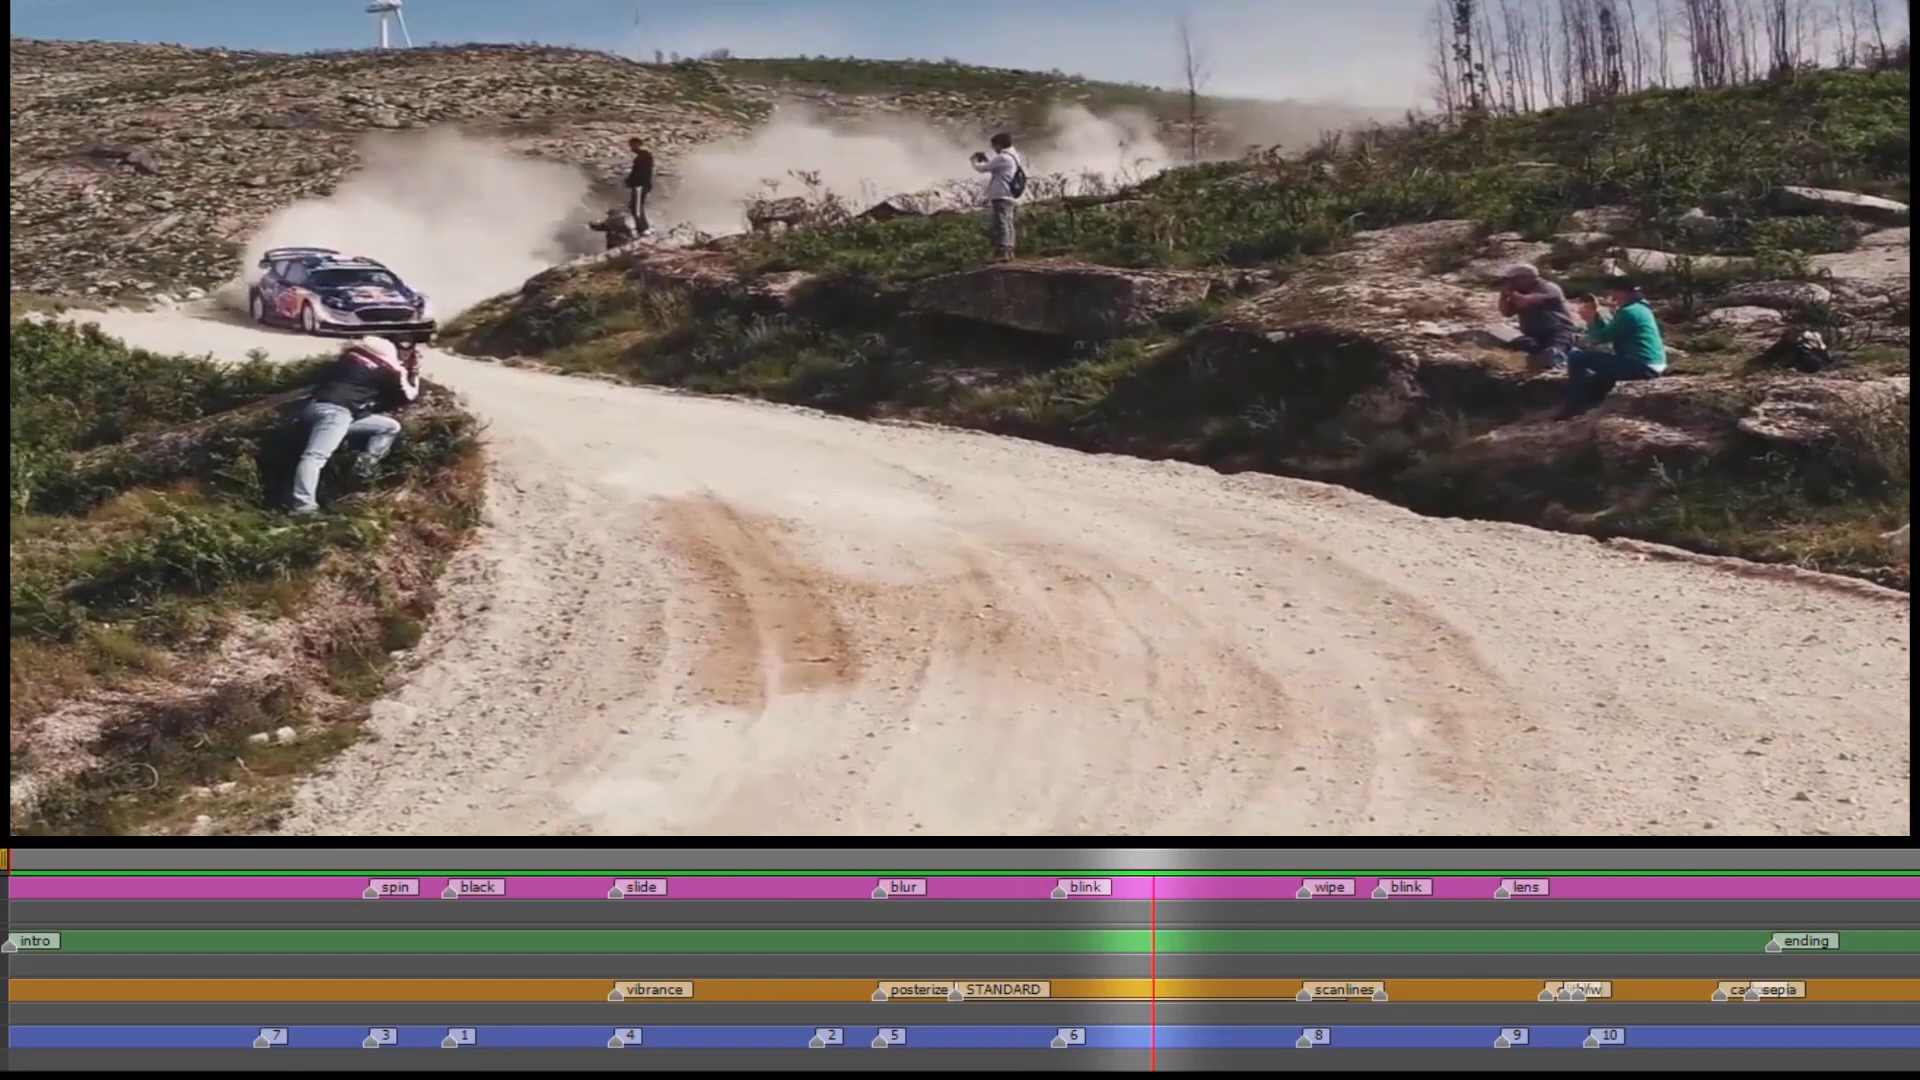 spin black slide blur blink wipe blink lens
intro ending
vibrance posterize STANDARD scanlines sepia
7 3 1 4 2 5 6 8 9 10